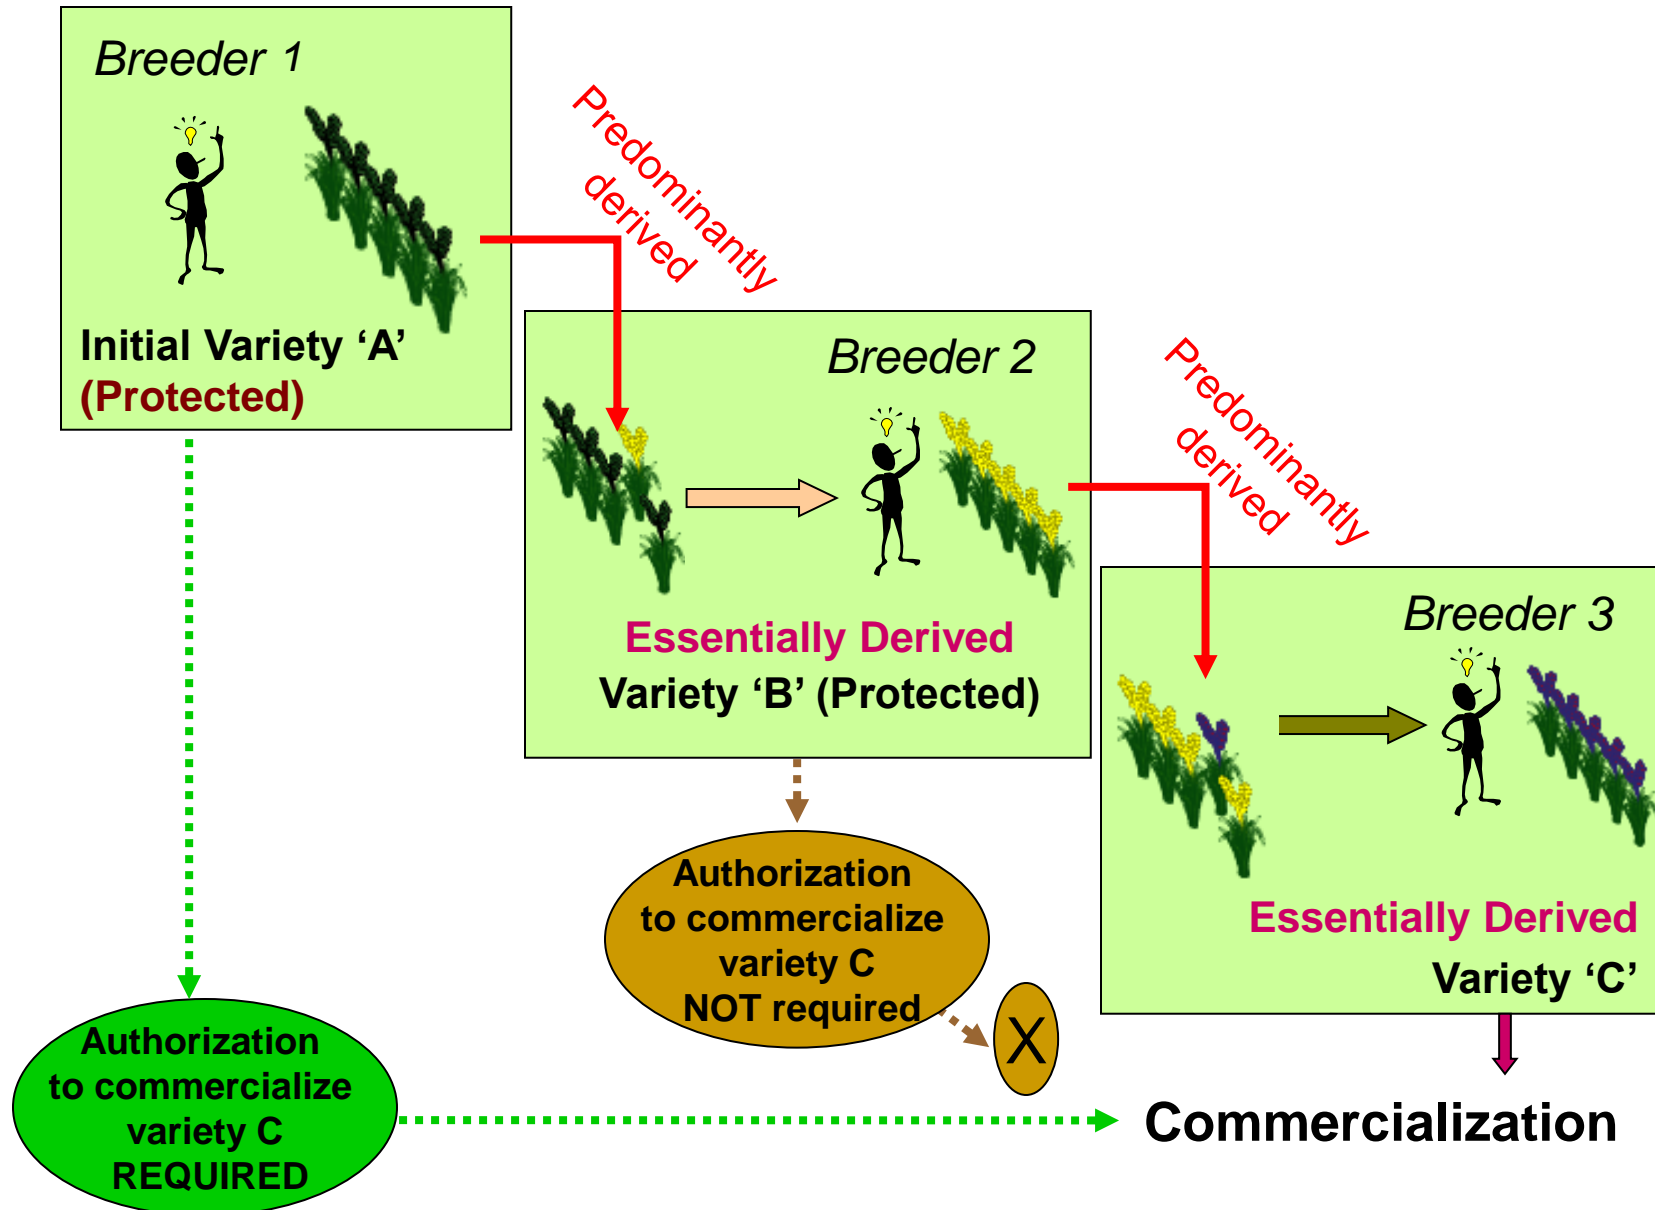 Breeder 1
Initial Variety ‘A’
(Protected)
Predominantly
derived
Breeder 2
Essentially Derived
Variety ‘B’ (Protected)
Predominantly
derived
Breeder 3
Essentially Derived
Variety ‘C’
Authorization
to commercialize
variety C
NOT required
X
Authorization
to commercialize
variety C
REQUIRED
Commercialization